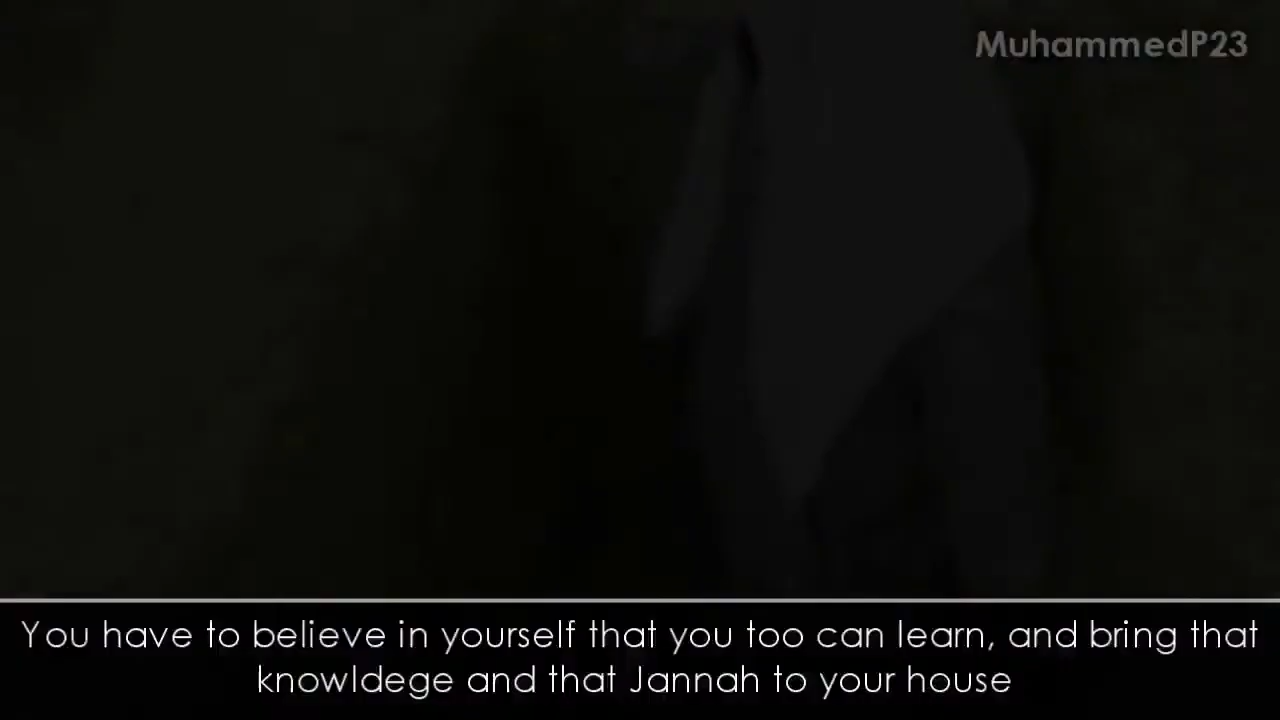 MuhammedP23
You have to believe in yourself that you too can learn, and bring that
knowldege and that Jannah to your house